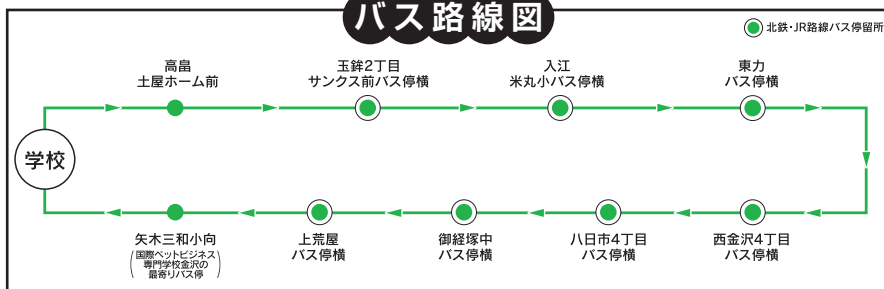 バス路線図
北鉄・JR路線バス停留所
高畠
土屋ホーム前
玉鉾2丁目
サンクス前バス停横
入江
米丸小バス停横
東力
バス停横
学校
矢木三和小向
(国際ペットビジネス
専門学校金沢の
最寄りバス停)
上荒屋
バス停横
御経塚中
バス停横
八日市4丁目
バス停横
西金沢4丁目
バス停横